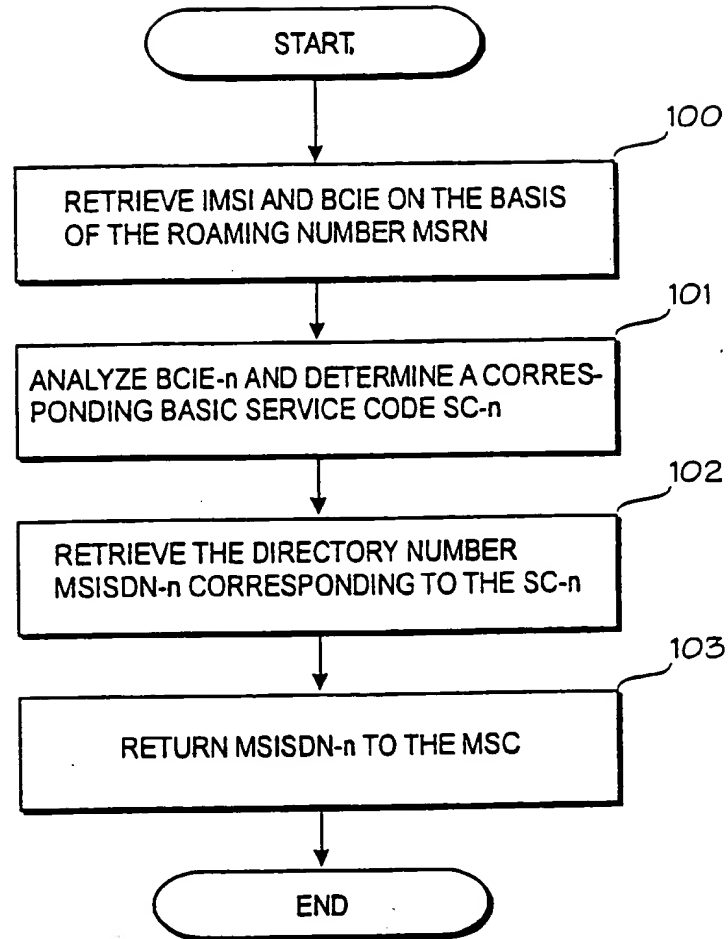 START
100
RETRIEVE IMSI AND BCIE ON THE BASIS
OF THE ROAMING NUMBER MSRN
101
ANALYZE BCIE-n AND DETERMINE A CORRES-
PONDING BASIC SERVICE CODE SC-n
102
RETRIEVE THE DIRECTORY NUMBER
MSISDN-n CORRESPONDING TO THE SC-n
103
RETURN MSISDN-n TO THE MSC
END